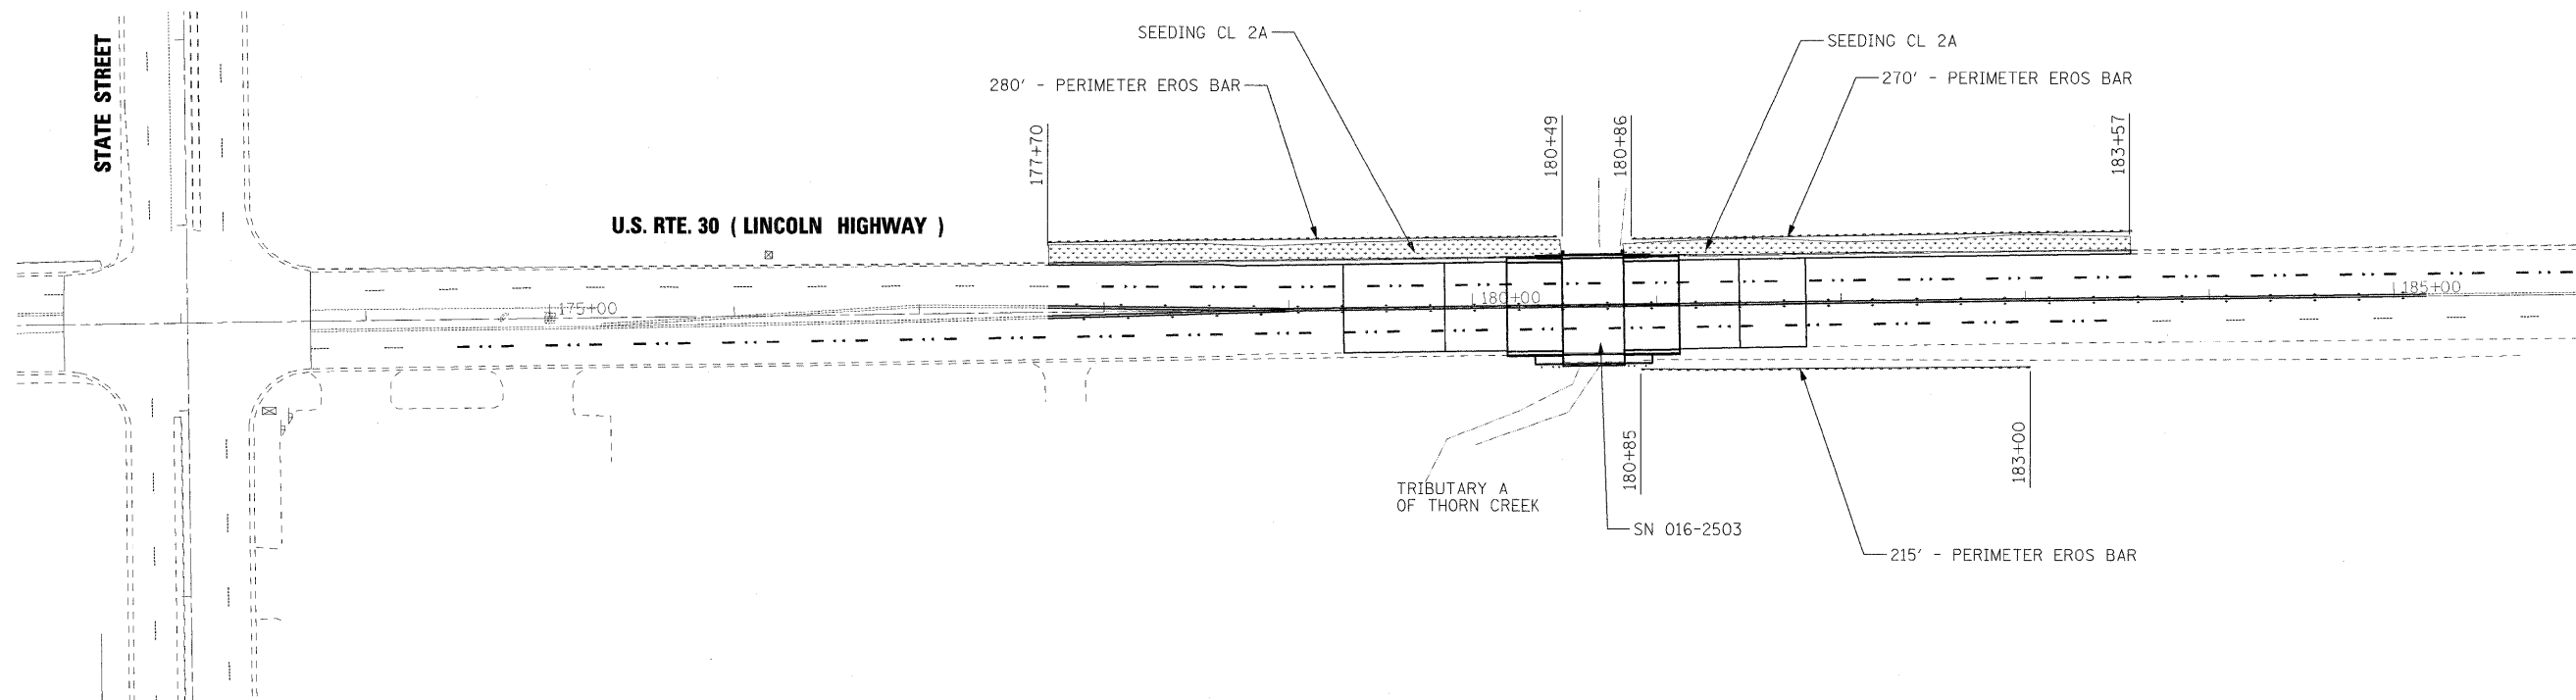 STATE STREET
SEEDING CL 2A
SEEDING CL 2A
280' - PERIMETER EROS BAR
270' - PERIMETER EROS BAR
177+70
180+49
180+86
183+57
U.S. RTE. 30 ( LINCOLN HIGHWAY )
175+00
180+00
185+00
180+85
183+00
TRIBUTARY A
OF THORN CREEK
SN 016-2503
215' - PERIMETER EROS BAR